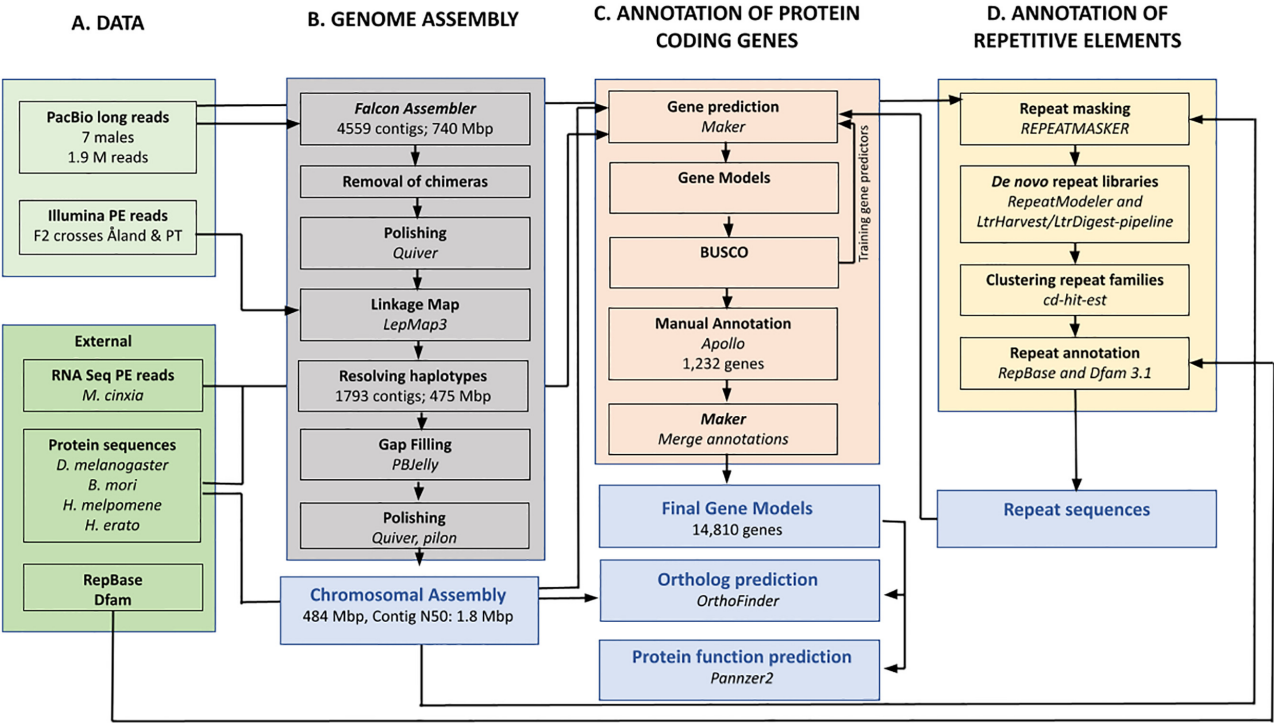 A. DATA
PacBio long reads
7 males
1.9 M reads
Illumina PE reads
F2 crosses Åland & PT
External
RNA Seq PE reads
M. cinxia
Protein sequences
D. melanogaster
B. mori
H. melpomene
H. erato
RepBase
Dfam
B. GENOME ASSEMBLY
Falcon Assembler
4559 contigs; 740 Mbp
Removal of chimeras
Polishing
Quiver
Linkage Map
LepMap3
Resolving haplotypes
1793 contigs; 475 Mbp
Gap Filling
PBJelly
Polishing
Quiver, pilon
Chromosomal Assembly
484 Mbp, Contig N50: 1.8 Mbp
C. ANNOTATION OF PROTEIN
CODING GENES
Gene prediction
Maker
Gene Models
BUSCO
Training gene predictors
Manual Annotation
Apollo
1,232 genes
Maker
Merge annotations
Final Gene Models
14,810 genes
Ortholog prediction
OrthoFinder
Protein function prediction
Pannzer2
D. ANNOTATION OF
REPETITIVE ELEMENTS
Repeat masking
REPEATMASKER
De novo repeat libraries
RepeatModeler and
LtrHarvest/LtrDigest-pipeline
Clustering repeat families
cd-hit-est
Repeat annotation
RepBase and Dfam 3.1
Repeat sequences